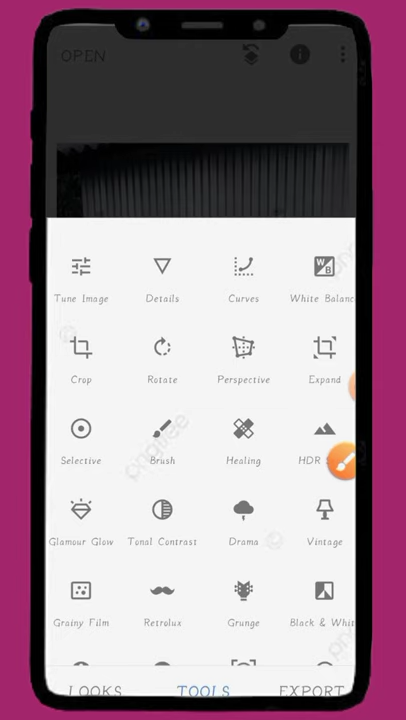 OPEN
Tune Image Details Curves White Balanc
Crop Rotate Perspective Expand
Selective Brush Healing HDR
Glamour Glow Tonal Contrast Drama Vintage
Grainy Film Retrolux Grunge Black & Whit
LOOKS TOOLS EXPORT
pngtree